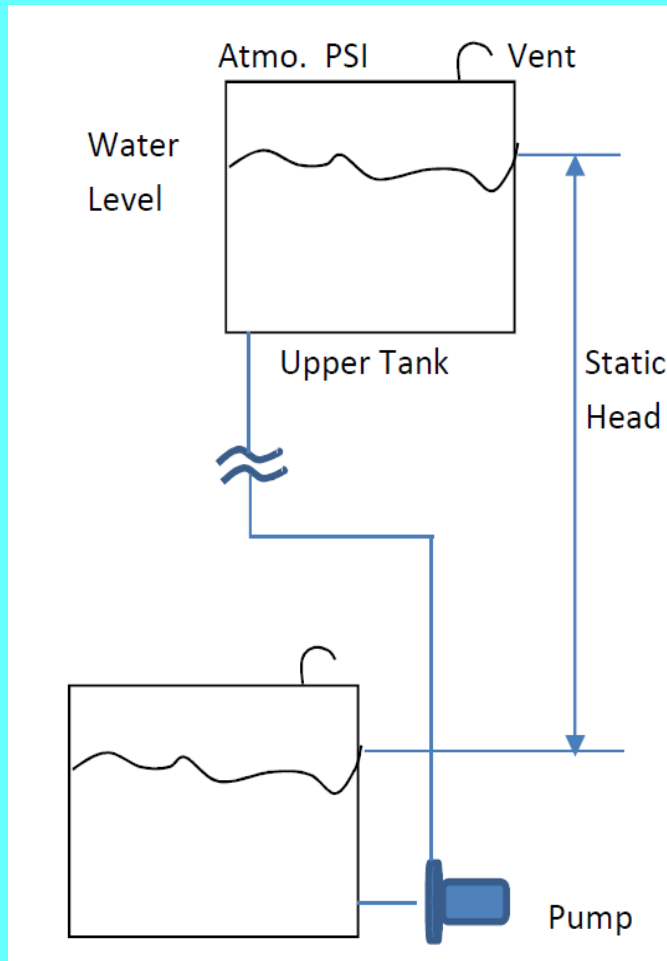 Atmo. PSI
Vent
Water
Level
Upper Tank
Static
Head
Pump